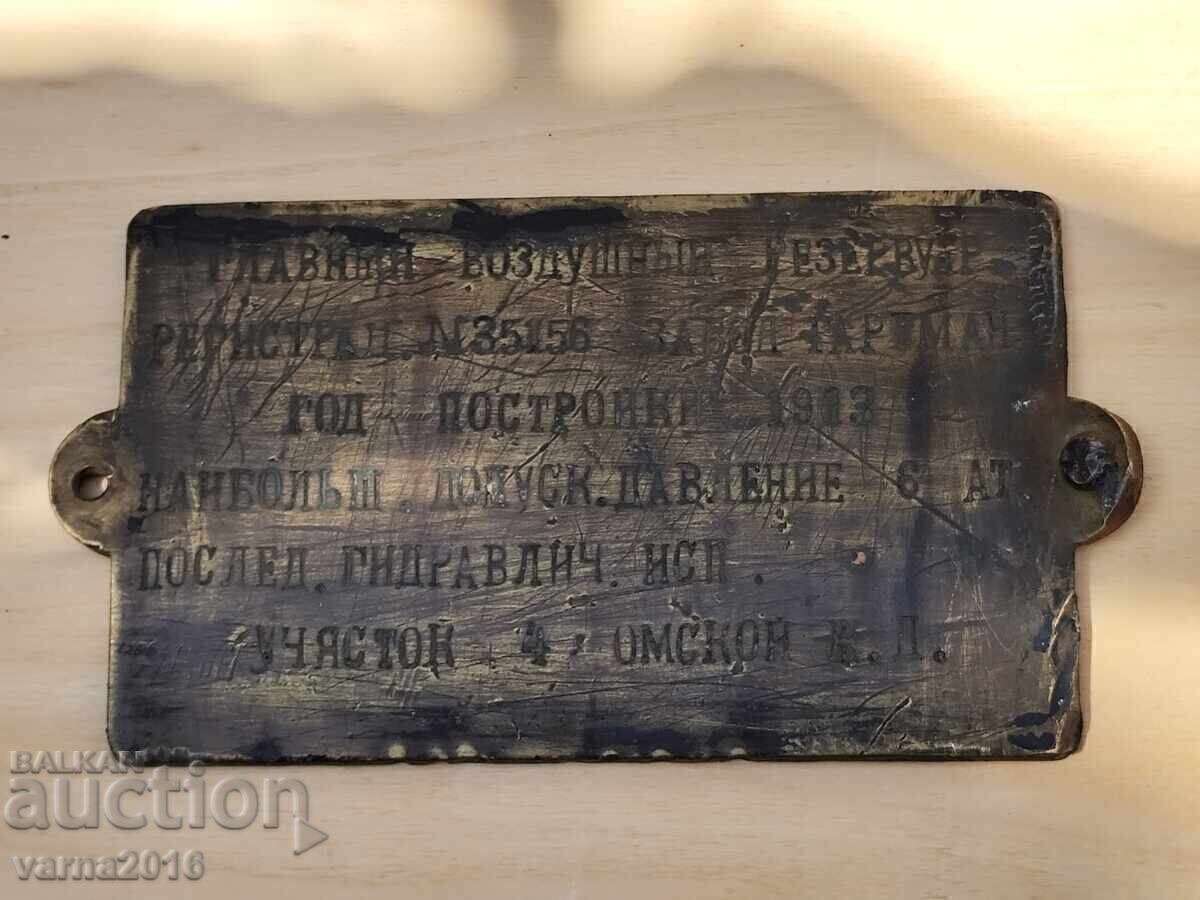 ГЛАВНЫЙ ВОЗДУШНЫЙ РЕЗЕРВУАР
РЕГИСТРАЦ. №35156 ЗАВОД ГАРТМАН
ГОД ПОСТРОЙКИ
НАИБОЛЬШ. ДОПУСК. ДАВЛЕНИЕ 6 АТ.
ПОСЛЕД. ГИДРАВЛИЧ. ИСП.
УЧАСТОК 4 ОМСКОЙ Ж.Д.
BALKAN
auction
varna2016